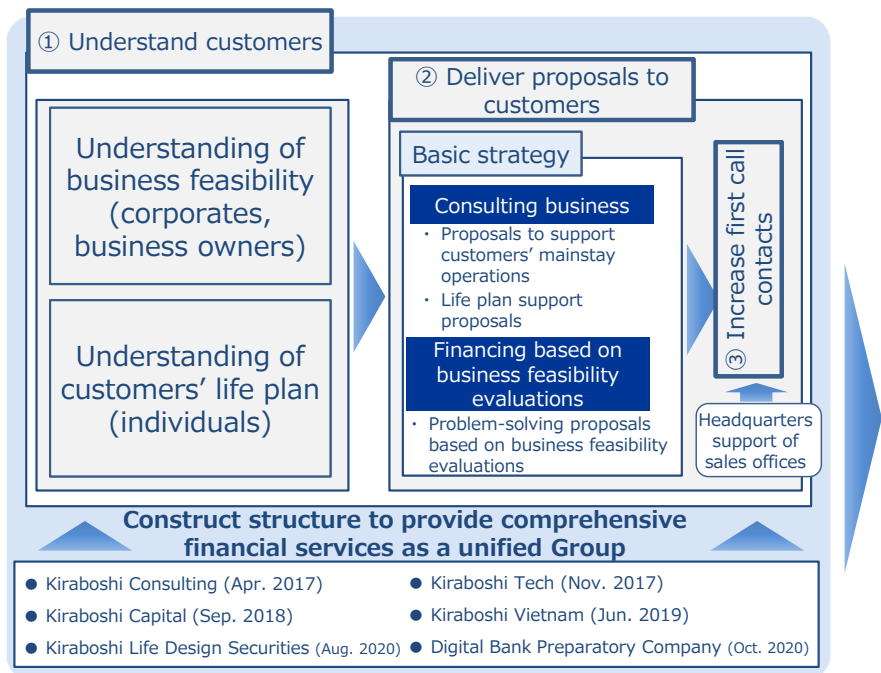 ① Understand customers
Understanding of
business feasibility
(corporates,
business owners)
Understanding of
customers’ life plan
(individuals)
② Deliver proposals to
customers
Basic strategy
Consulting business
・ Proposals to support
customers’ mainstay
operations
・ Life plan support
proposals
Financing based on
business feasibility
evaluations
・ Problem-solving proposals
based on business feasibility
evaluations
③ Increase first call
contacts
Headquarters
support of
sales offices
Construct structure to provide comprehensive
financial services as a unified Group
● Kiraboshi Consulting (Apr. 2017)
● Kiraboshi Capital (Sep. 2018)
● Kiraboshi Life Design Securities (Aug. 2020)
● Kiraboshi Tech (Nov. 2017)
● Kiraboshi Vietnam (Jun. 2019)
● Digital Bank Preparatory Company (Oct. 2020)